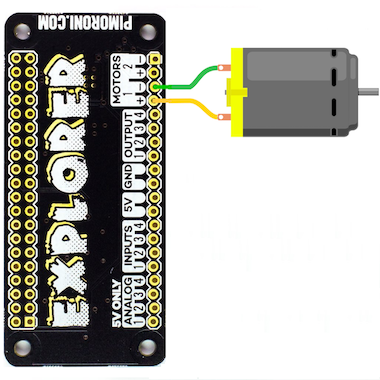 PIMORONI.COM
EXPLORER
5V ONLY
ANALOG
1 2 3 4
INPUTS
1 2 3 4
5V
GND
OUTPUT
1 2 3 4
MOTORS
1 2
+ - + -